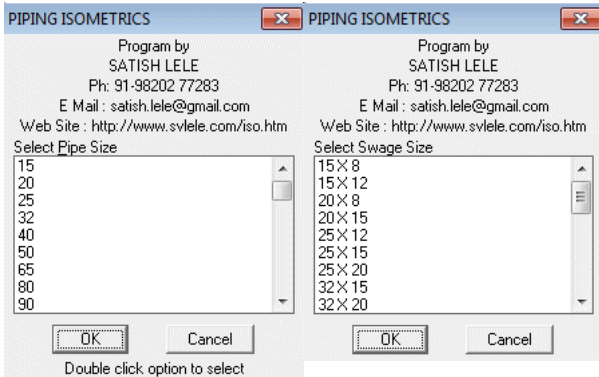 PIPING ISOMETRICS
Program by
SATISH LELE
Ph: 91-98202 77283
E Mail : satish.lele@gmail.com
Web Site : http://www.svlele.com/iso.htm
Select Pipe Size
15
20
25
32
40
50
65
80
90
OK
Cancel
Double click option to select
PIPING ISOMETRICS
Program by
SATISH LELE
Ph: 91-98202 77283
E Mail : satish.lele@gmail.com
Web Site : http://www.svlele.com/iso.htm
Select Swage Size
15 X 8
15 X 12
20 X 8
20 X 15
25 X 12
25 X 15
25 X 20
32 X 15
32 X 20
OK
Cancel